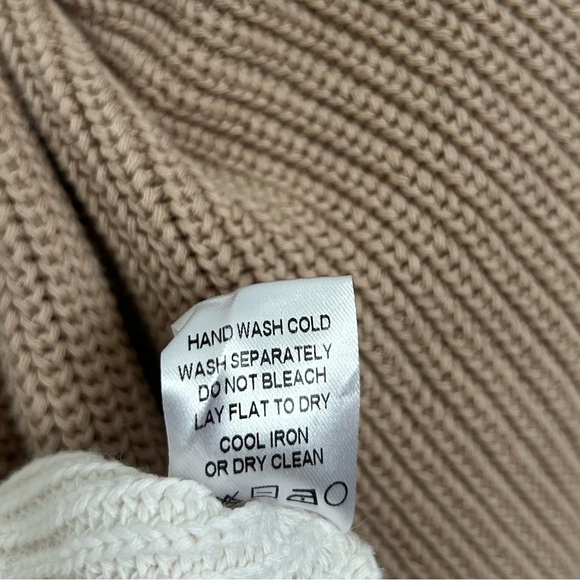 HAND WASH COLD
WASH SEPARATELY
DO NOT BLEACH
LAY FLAT TO DRY
COOL IRON
OR DRY CLEAN